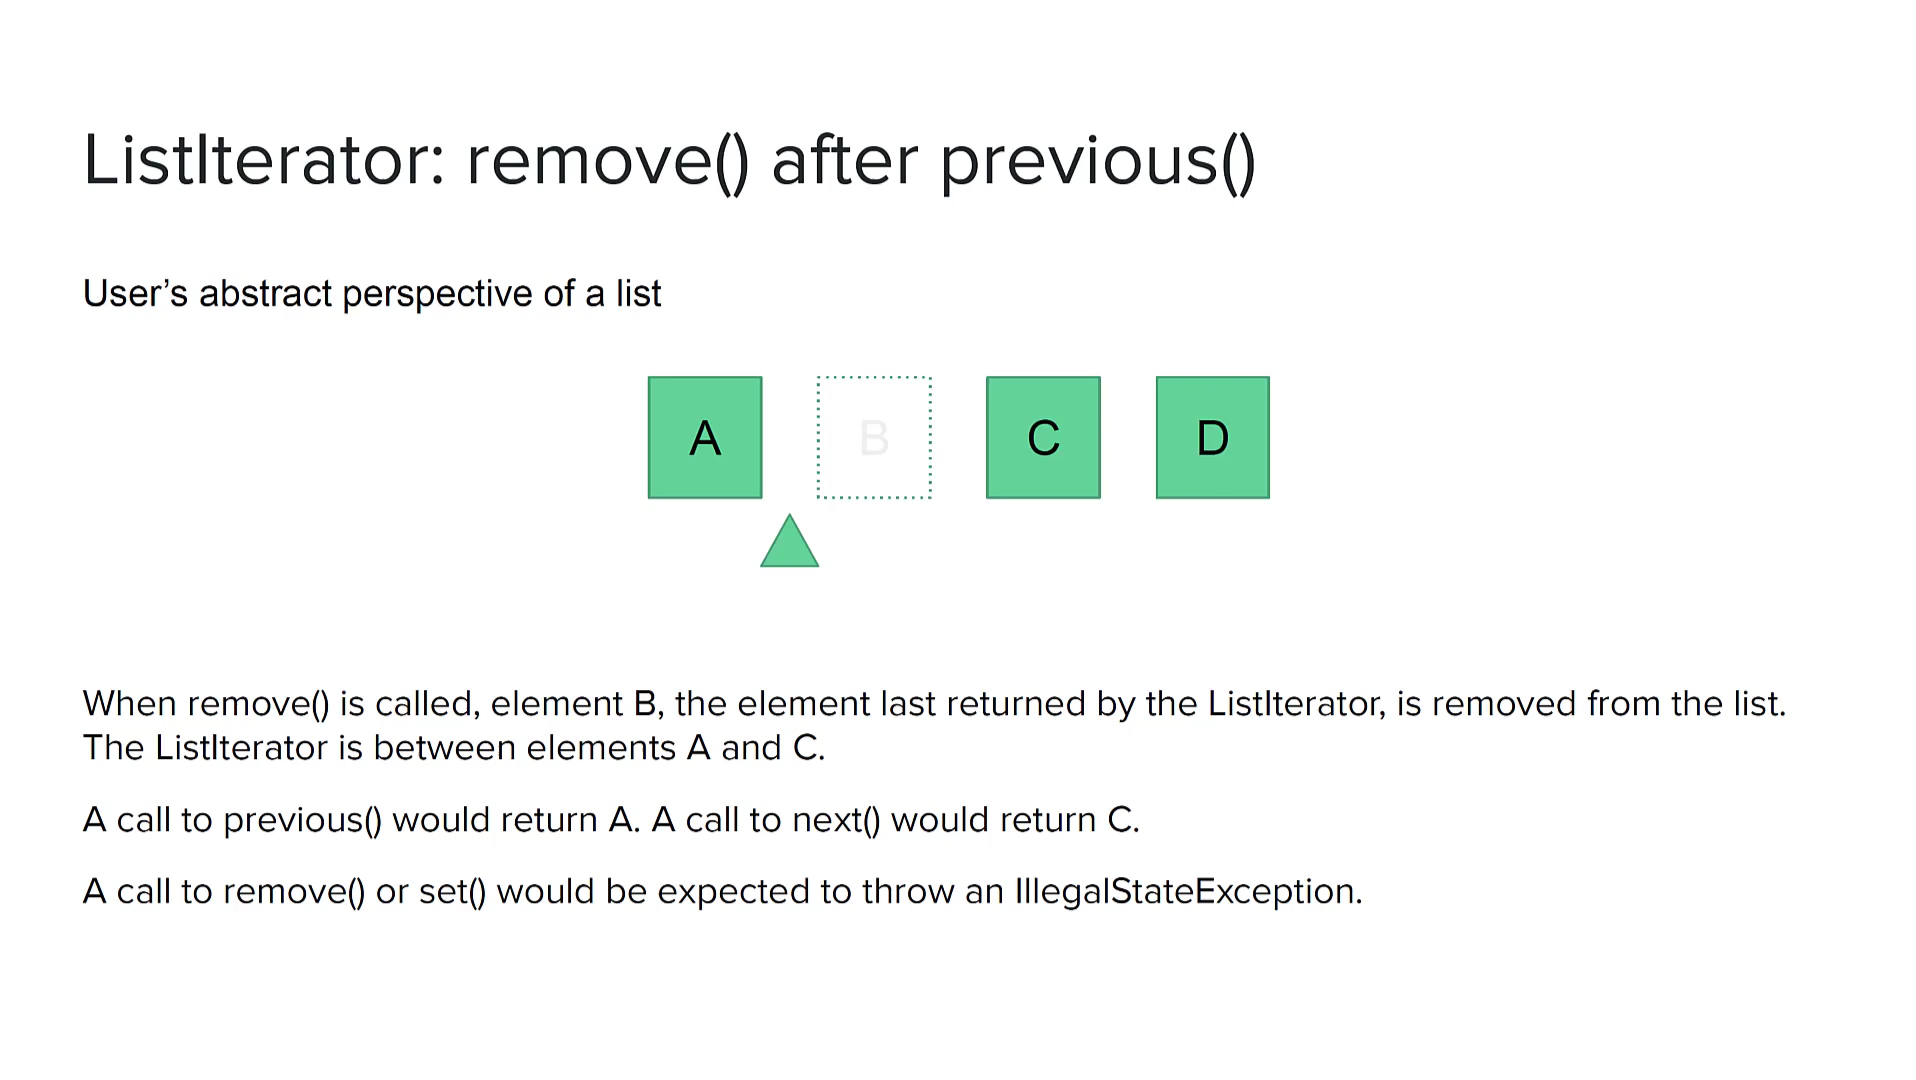 ListIterator: remove() after previous()
User’s abstract perspective of a list
A B C D
When remove() is called, element B, the element last returned by the ListIterator, is removed from the list.
The ListIterator is between elements A and C.
A call to previous() would return A. A call to next() would return C.
A call to remove() or set() would be expected to throw an IllegalStateException.